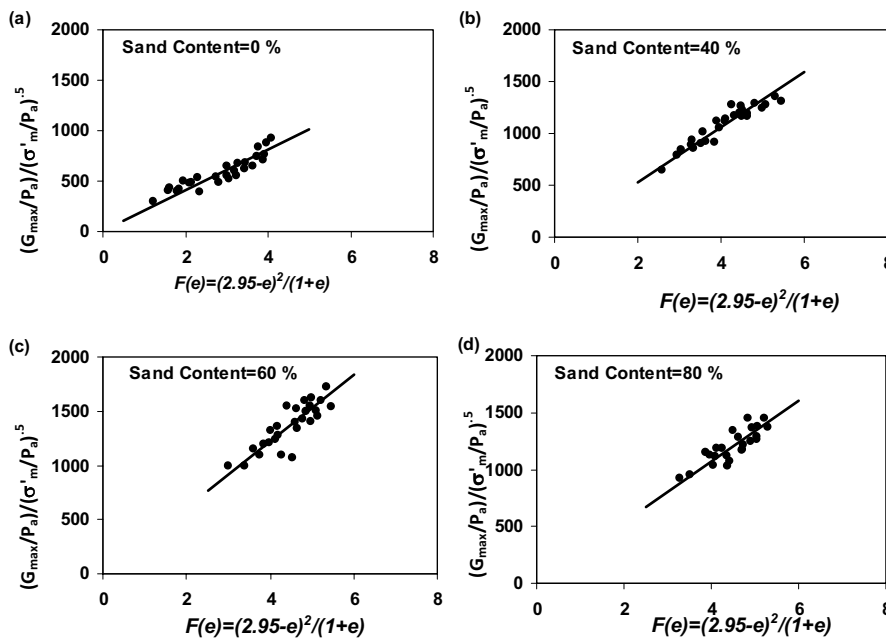 (a)
Sand Content=0 %
2000
1500
1000
500
0
0 2 4 6 8
(G_max/P_a)/(σ'_m/P_a)^.5
F(e)=(2.95-e)^2/(1+e)
(b)
Sand Content=40 %
2000
1500
1000
500
0
0 2 4 6 8
(G_max/P_a)/(σ'_m/P_a)^.5
F(e)=(2.95-e)^2/(1+e)
(c)
Sand Content=60 %
2000
1500
1000
500
0
0 2 4 6 8
(G_max/P_a)/(σ'_m/P_a)^.5
F(e)=(2.95-e)^2/(1+e)
(d)
Sand Content=80 %
2000
1500
1000
500
0
0 2 4 6 8
(G_max/P_a)/(σ'_m/P_a)^.5
F(e)=(2.95-e)^2/(1+e)